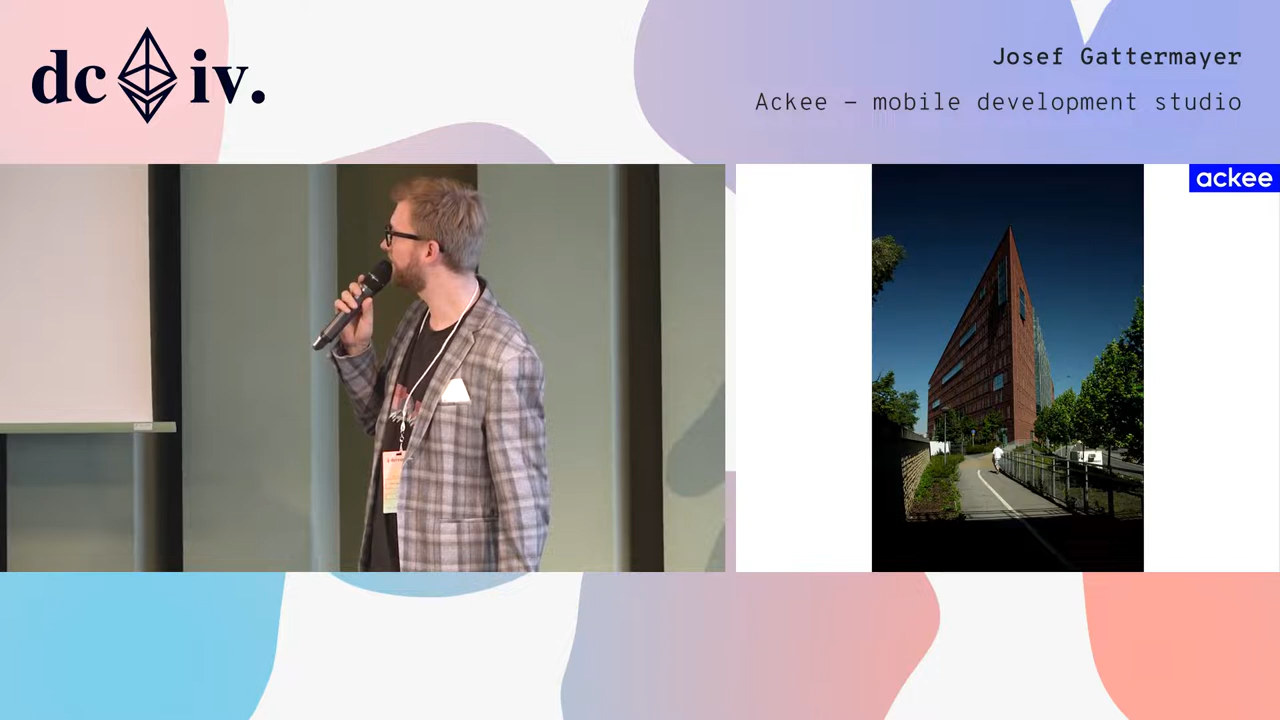 dc iv.
Josef Gattermayer
Ackee – mobile development studio
ackee